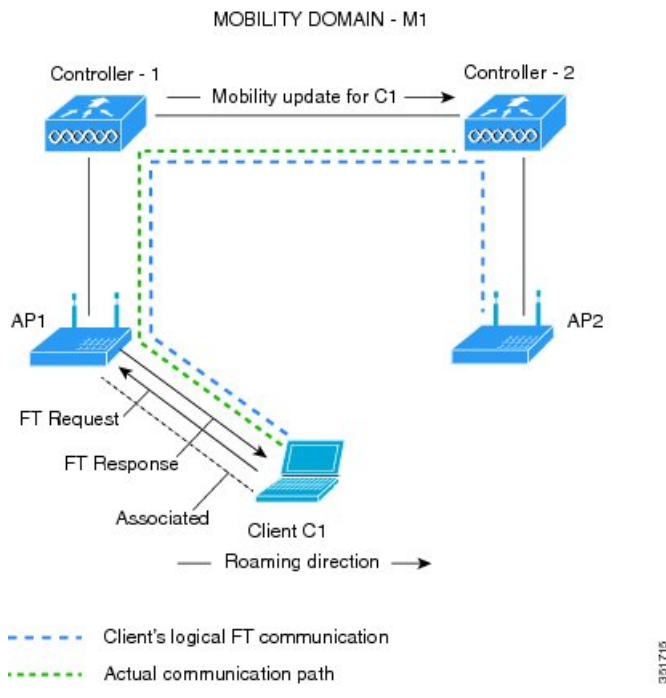 MOBILITY DOMAIN - M1
Controller - 1
Controller - 2
Mobility update for C1
AP1
AP2
FT Request
FT Response
Associated
Client C1
Roaming direction
Client's logical FT communication
Actual communication path
351715